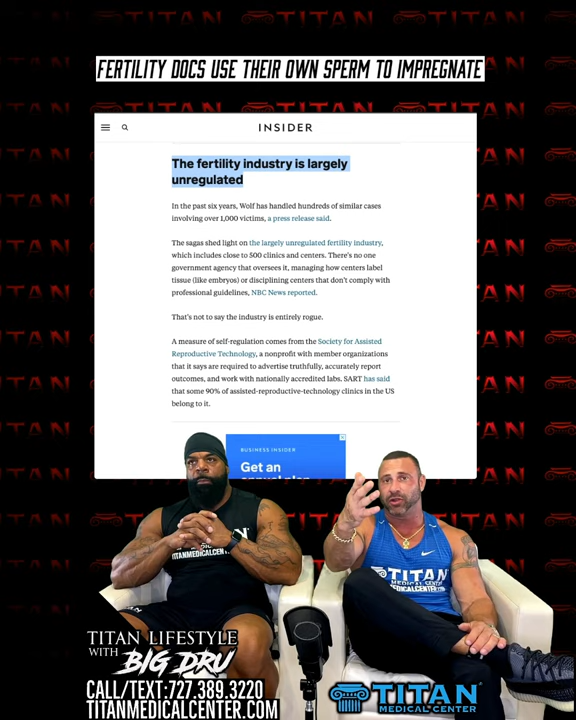 FERTILITY DOCS USE THEIR OWN SPERM TO IMPREGNATE
INSIDER
The fertility industry is largely
unregulated
In the past six years, Wolf has handled hundreds of similar cases
involving over 1,000 victims, a press release said.
The sagas shed light on the largely unregulated fertility industry,
which includes close to 500 clinics and centers. There's no one
government agency that oversees it, managing how centers label
tissue (like embryos) or disciplining centers that don't comply with
professional guidelines, NBC News reported.
That's not to say the industry is entirely rogue.
A measure of self-regulation comes from the Society for Assisted
Reproductive Technology, a nonprofit with member organizations
that it says are required to advertise truthfully, accurately report
outcomes, and work with nationally accredited labs. SART has said
that some 90% of assisted-reproductive-technology clinics in the US
belong to it.
BUSINESS INSIDER
Get an
annual plan
TITANMEDICALCENTER.COM
TITAN
MEDICALCENTER.COM
TITAN LIFESTYLE
WITH BIG DRU
CALL/TEXT:727.389.3220
TITANMEDICALCENTER.COM
TITAN
MEDICAL CENTER